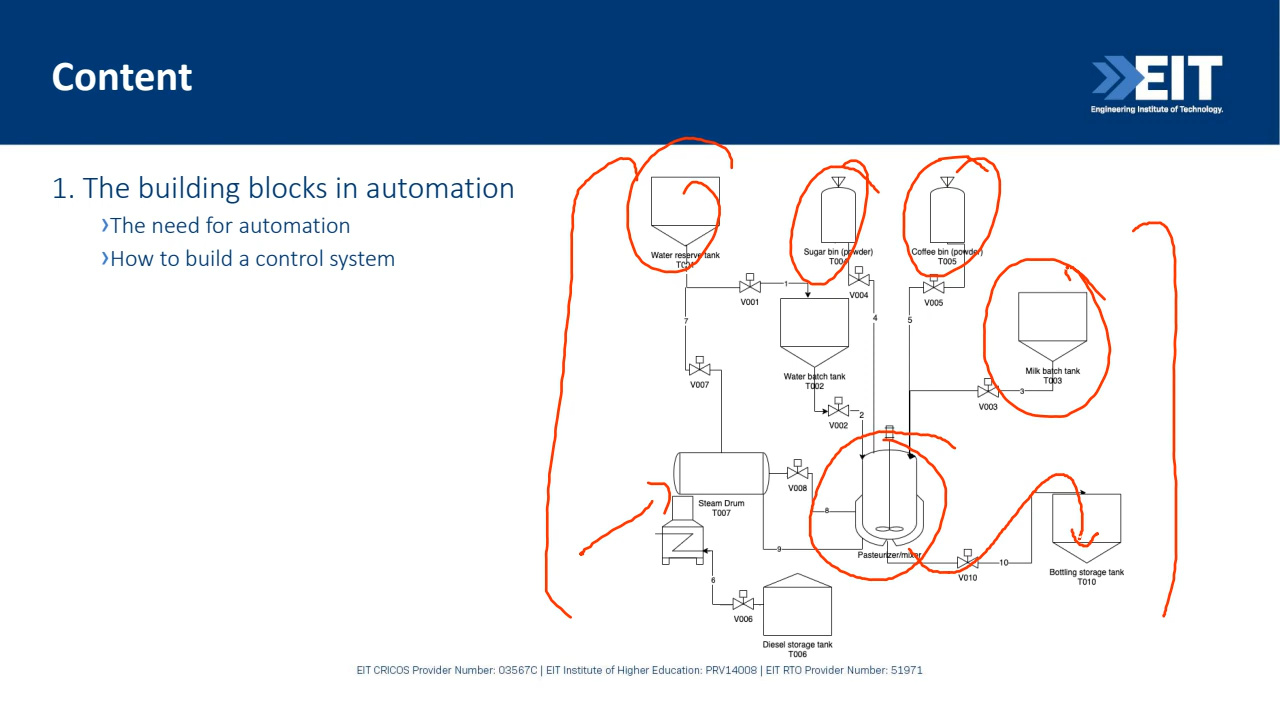 Content
EIT
Engineering Institute of Technology.
1. The building blocks in automation
›The need for automation
›How to build a control system
Water reserve tank
T001
Sugar bin (powder)
T004
Coffee bin (powder)
T005
V001
1
V004
V005
7
4
5
Water batch tank
T002
Milk batch tank
T003
V007
V003
3
V002
2
Steam Drum
T007
V008
8
9
Pasteurizer/mixer
V010
10
Bottling storage tank
T010
6
V006
Diesel storage tank
T006
EIT CRICOS Provider Number: 03567C | EIT Institute of Higher Education: PRV14008 | EIT RTO Provider Number: 51971